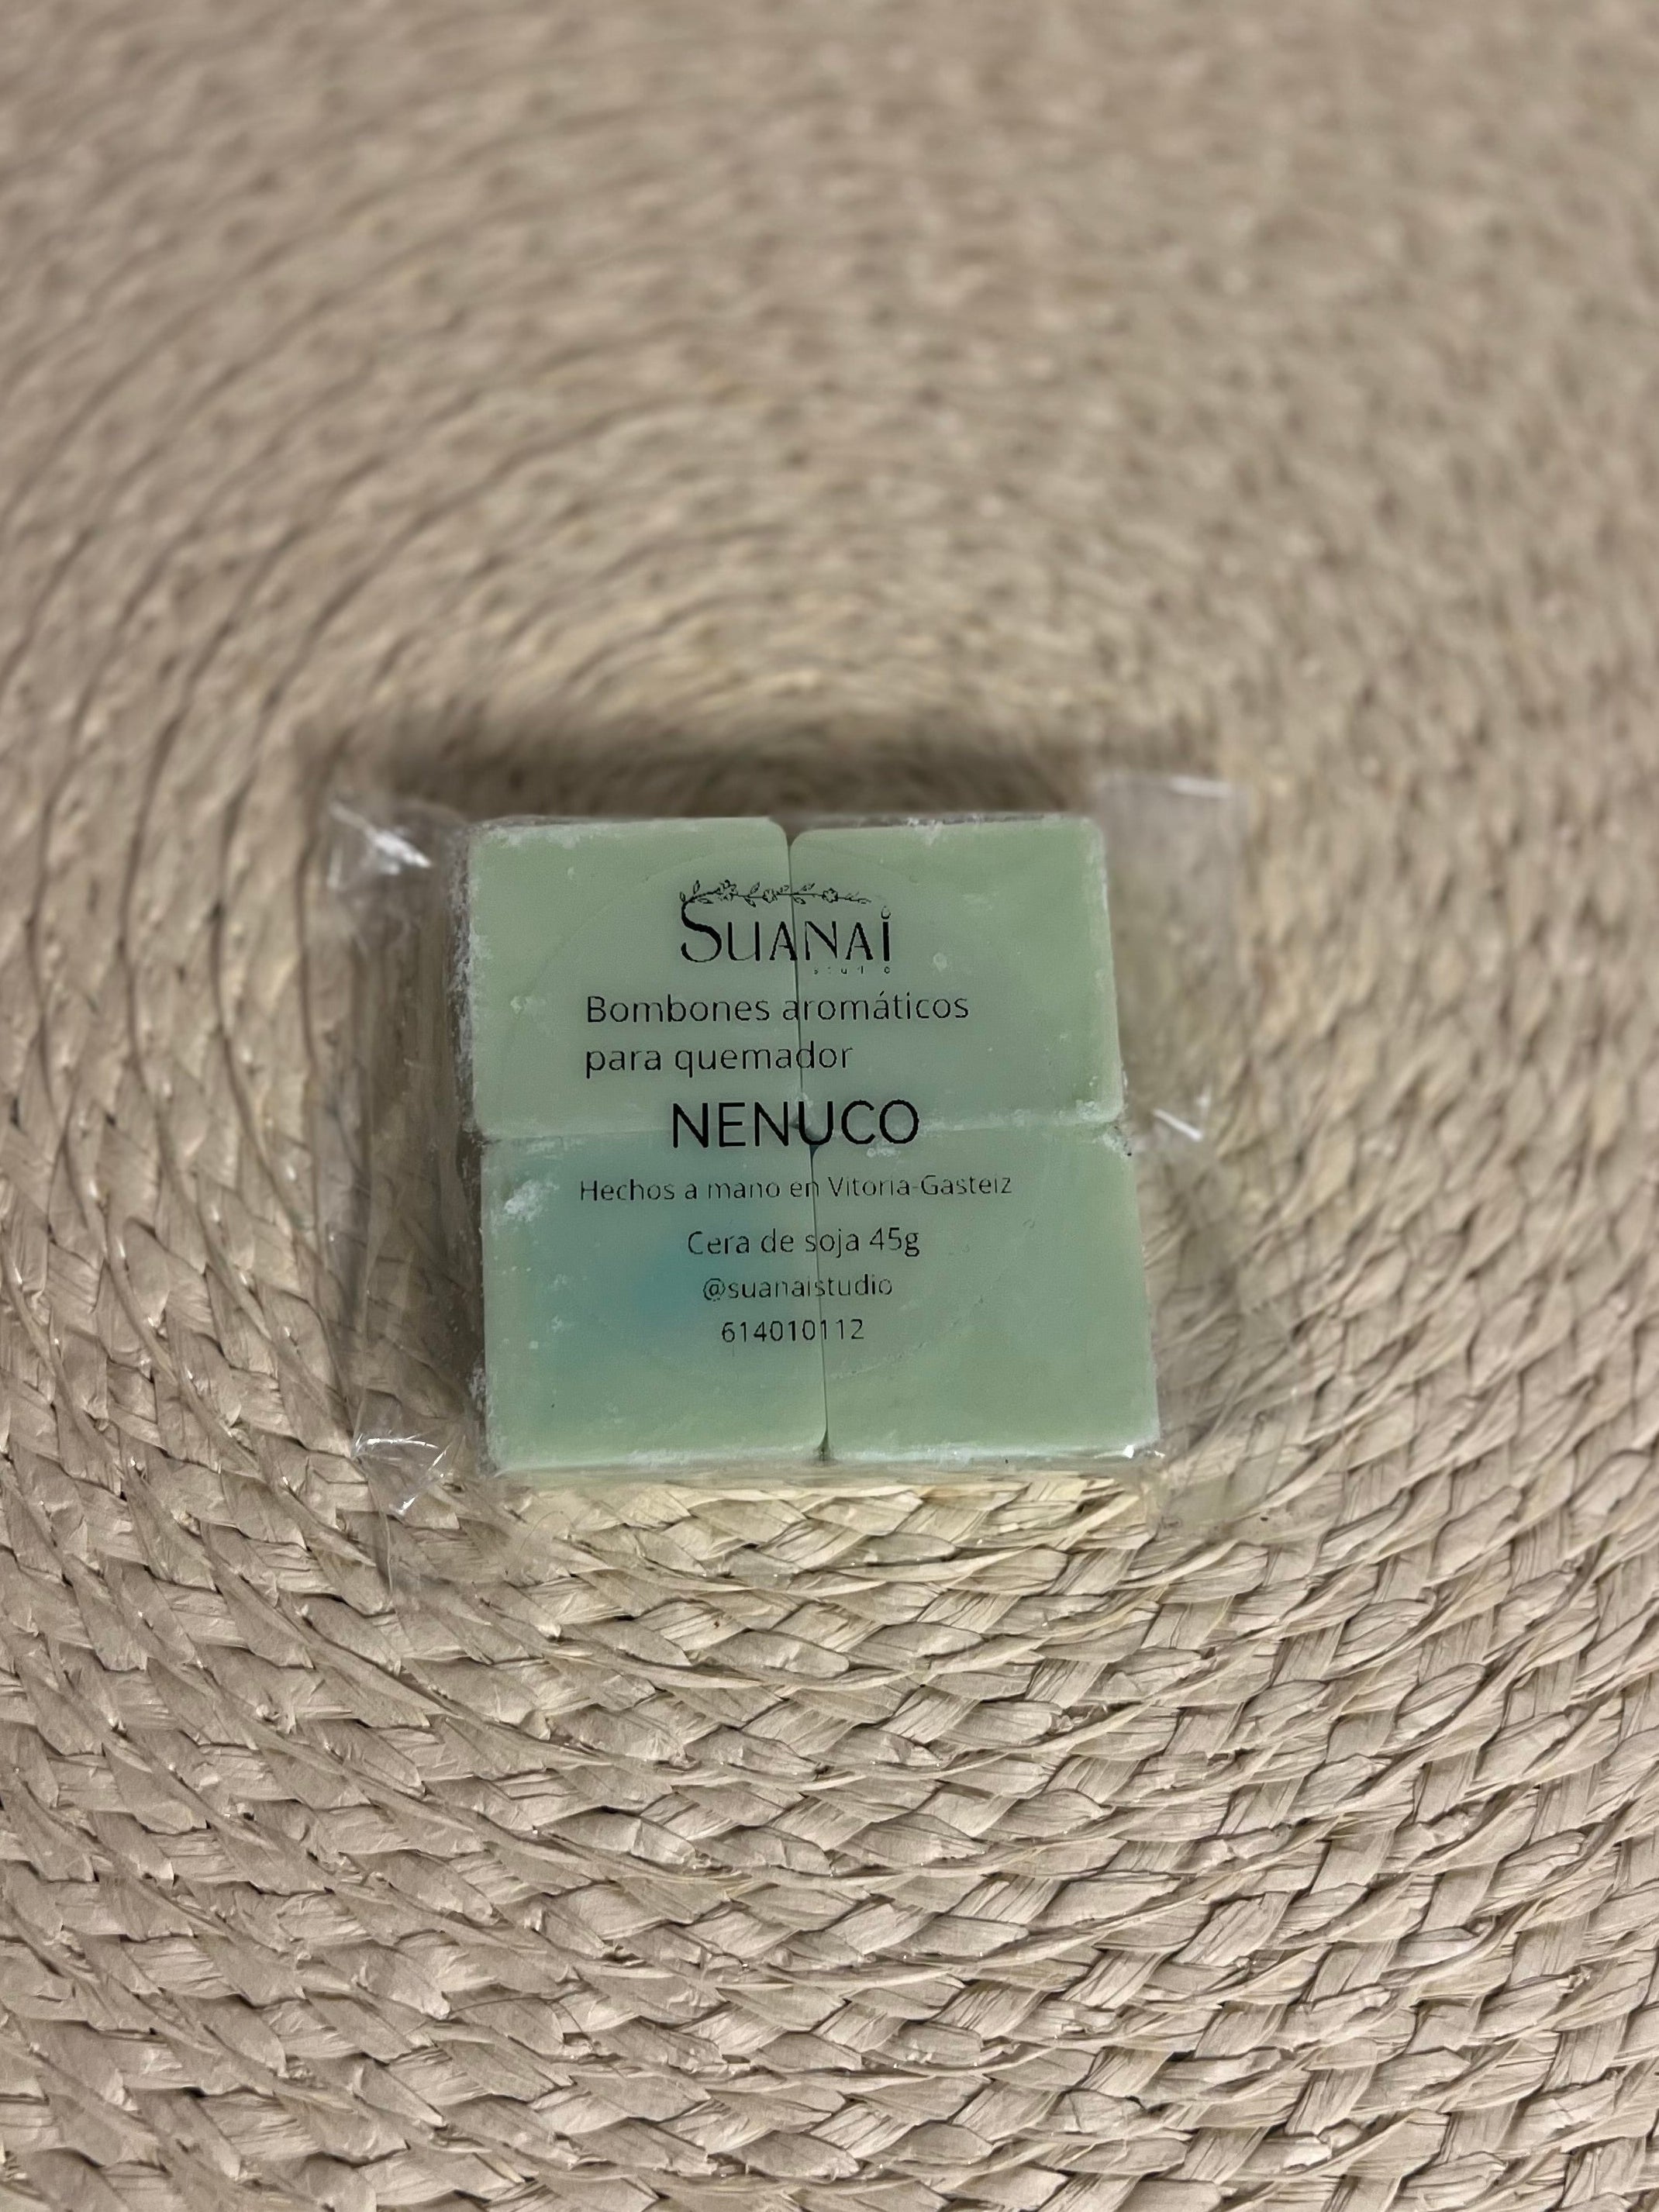 SUANAI
studio
Bombones aromáticos
para quemador
NENUCO
Hechos a mano en Vitoria-Gasteiz
Cera de soja 45g
@suanaistudio
614010112